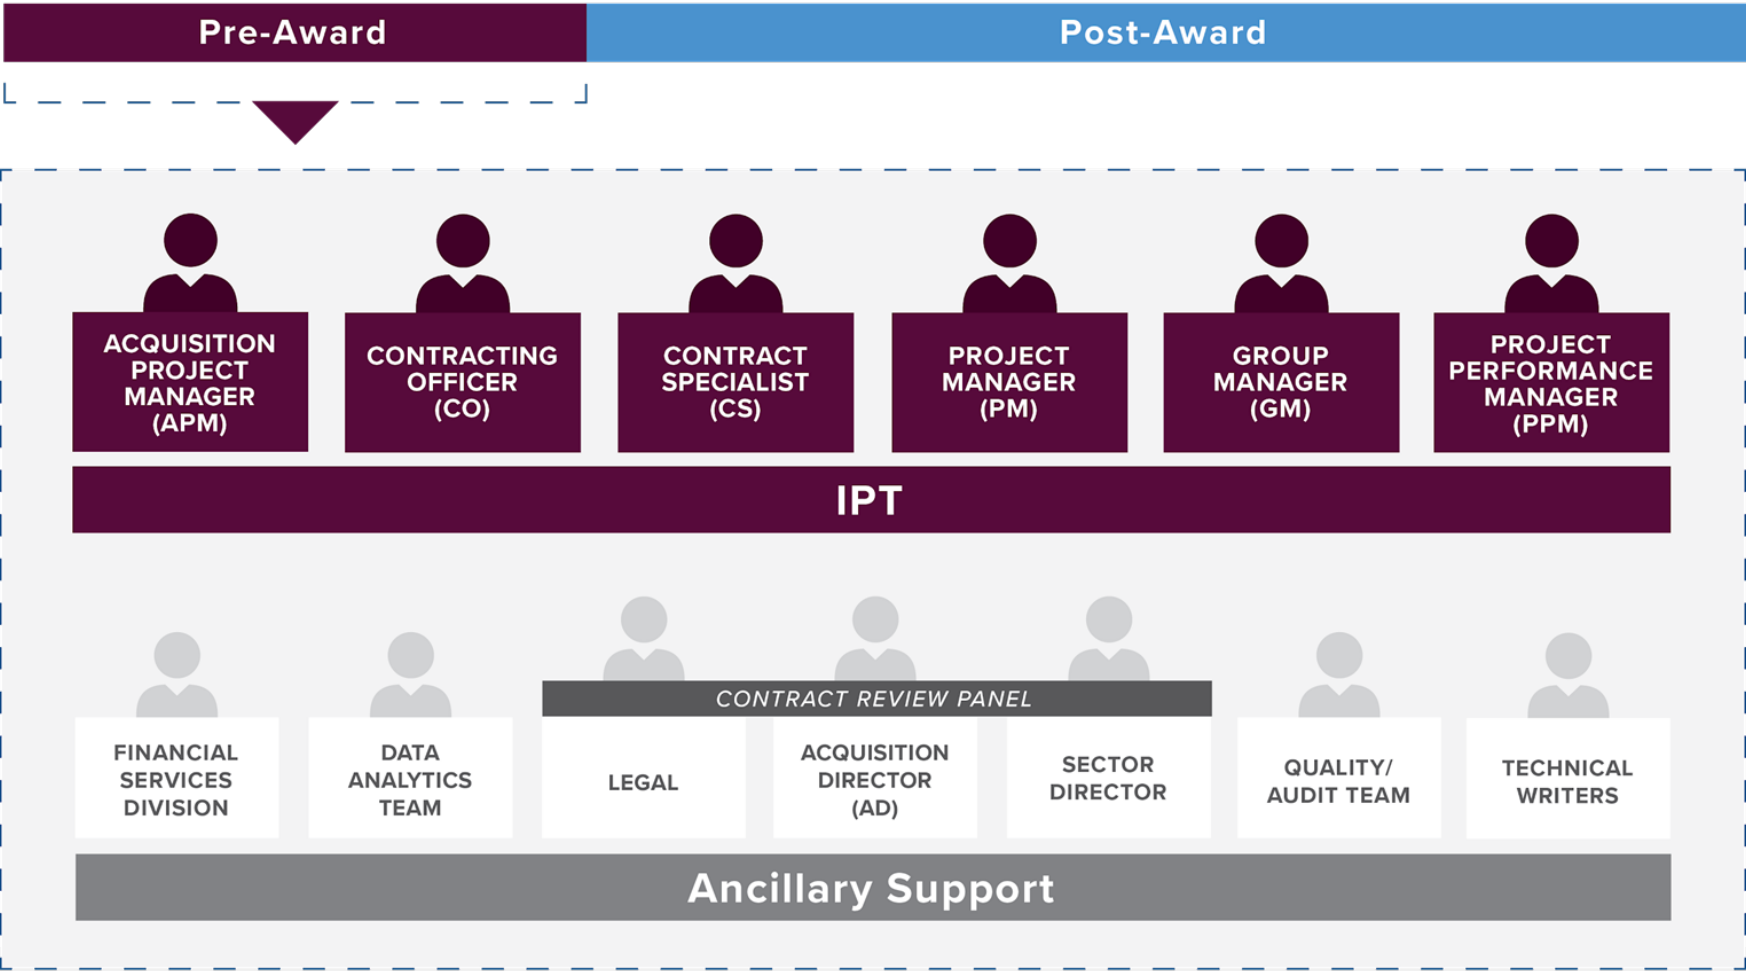 Pre-Award
Post-Award
ACQUISITION
PROJECT
MANAGER
(APM)
CONTRACTING
OFFICER
(CO)
CONTRACT
SPECIALIST
(CS)
PROJECT
MANAGER
(PM)
GROUP
MANAGER
(GM)
PROJECT
PERFORMANCE
MANAGER
(PPM)
IPT
CONTRACT REVIEW PANEL
FINANCIAL
SERVICES
DIVISION
DATA
ANALYTICS
TEAM
LEGAL
ACQUISITION
DIRECTOR
(AD)
SECTOR
DIRECTOR
QUALITY/
AUDIT TEAM
TECHNICAL
WRITERS
Ancillary Support